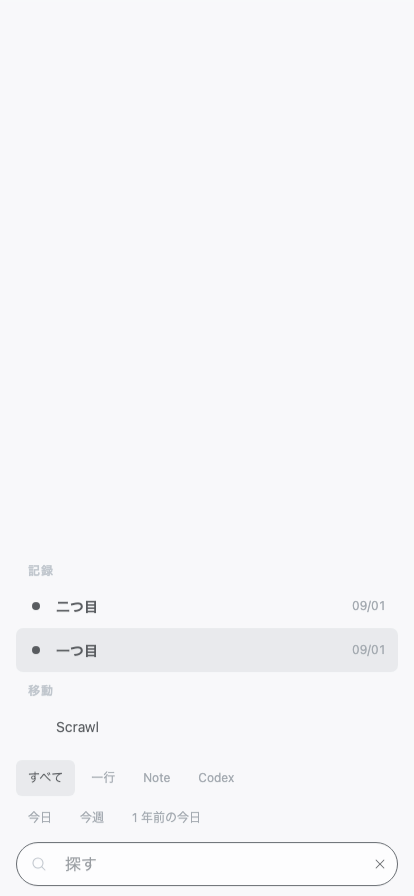 記録
二つ目 09/01
一つ目 09/01
移動
Scrawl
すべて 一行 Note Codex
今日 今週 1 年前の今日
探す